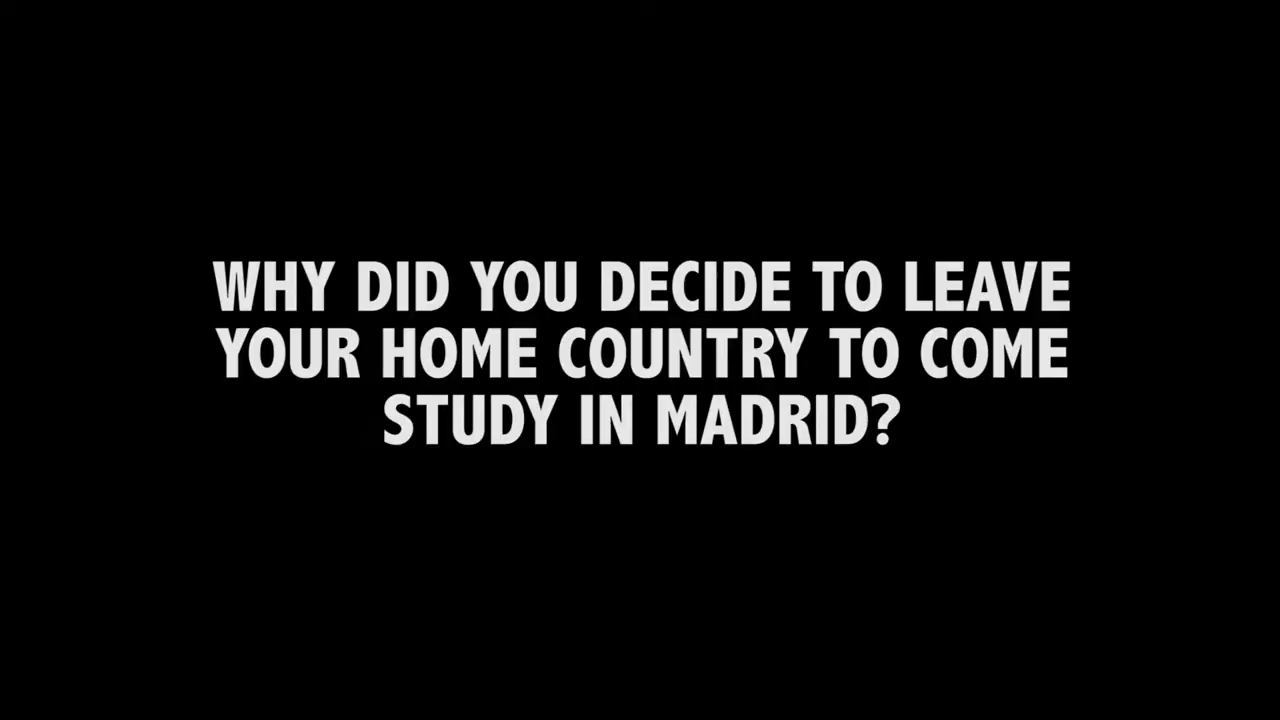 WHY DID YOU DECIDE TO LEAVE
YOUR HOME COUNTRY TO COME
STUDY IN MADRID?